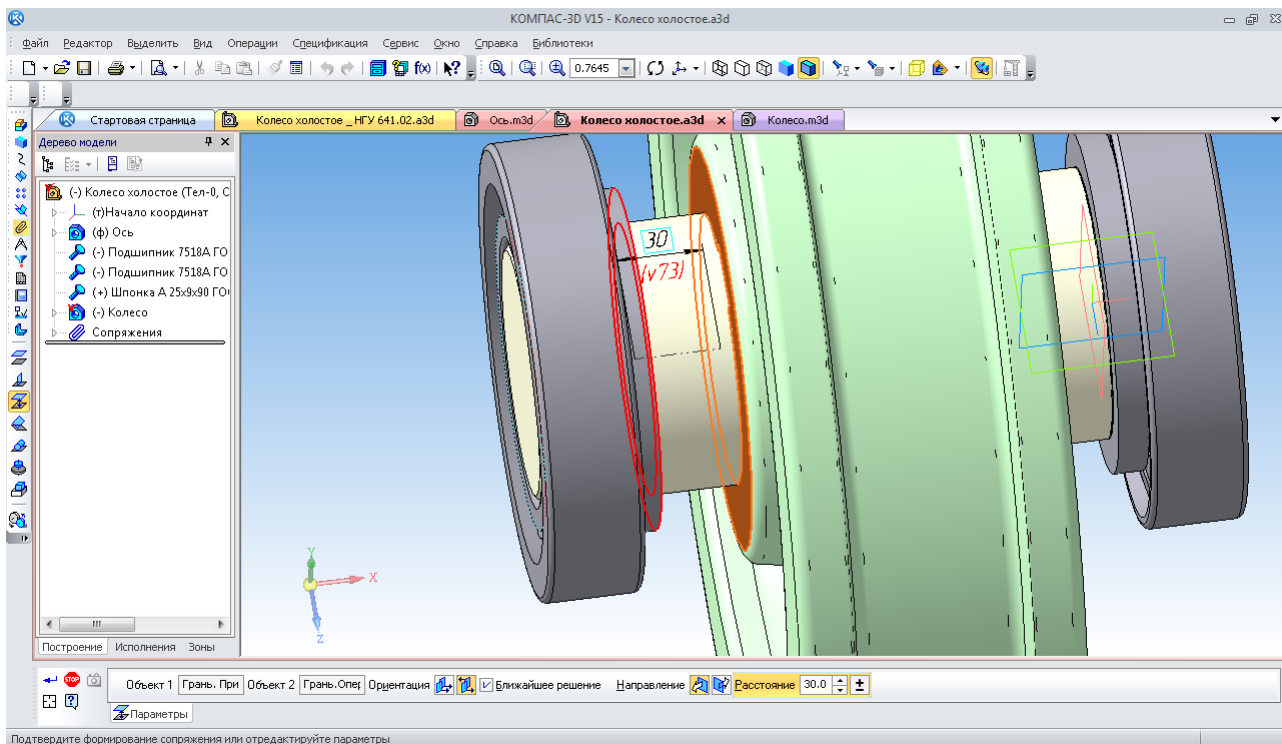 КОМПАС-3D V15 - Колесо холостое.a3d
Файл Редактор Выделить Вид Операции Спецификация Сервис Окно Справка Библиотеки
f(x) 0.7645
Стартовая страница Колесо холостое _ НГУ 641.02.a3d Ось.m3d Колесо холостое.a3d Колесо.m3d
Дерево модели
(-) Колесо холостое (Тел-0, С
(т)Начало координат
(ф) Ось
(-) Подшипник 7518А ГО
(-) Подшипник 7518А ГО
(+) Шпонка А 25х9х90 ГО
(-) Колесо
Сопряжения
30
(v73)
Y
X
Z
Построение Исполнения Зоны
STOP Объект 1 Грань. При Объект 2 Грань.Опер Ориентация Ближайшее решение Направление Расстояние 30.0
Параметры
Подтвердите формирование сопряжения или отредактируйте параметры